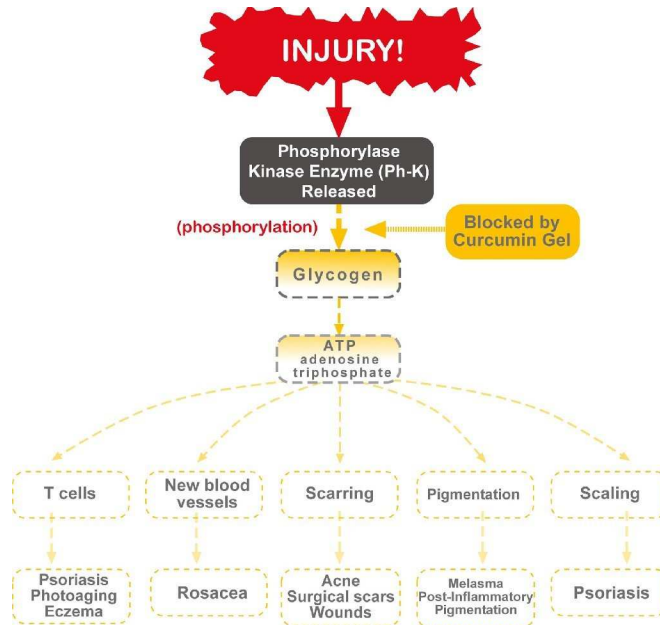 INJURY!
Phosphorylase
Kinase Enzyme (Ph-K)
Released
(phosphorylation)
Blocked by
Curcumin Gel
Glycogen
ATP
adenosine
triphosphate
T cells
New blood
vessels
Scarring
Pigmentation
Scaling
Psoriasis
Photoaging
Eczema
Rosacea
Acne
Surgical scars
Wounds
Melasma
Post-Inflammatory
Pigmentation
Psoriasis